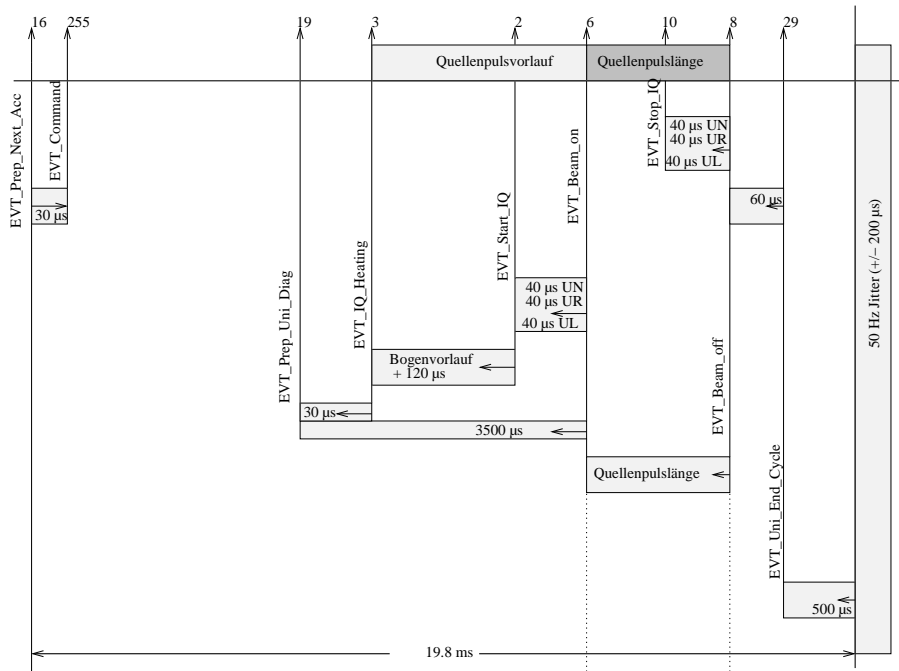 16 255 19 3 2 6 10 8 29
Quellenpulsvorlauf
Quellenpulslänge
EVT_Prep_Next_Acc
EVT_Command
30 µs
EVT_Prep_Uni_Diag
EVT_IQ_Heating
EVT_Start_IQ
EVT_Beam_on
EVT_Stop_IQ
40 µs UN
40 µs UR
40 µs UL
60 µs
40 µs UN
40 µs UR
40 µs UL
Bogenvorlauf
+ 120 µs
30 µs
3500 µs
Quellenpulslänge
EVT_Beam_off
EVT_Uni_End_Cycle
500 µs
50 Hz Jitter (+/− 200 µs)
19.8 ms